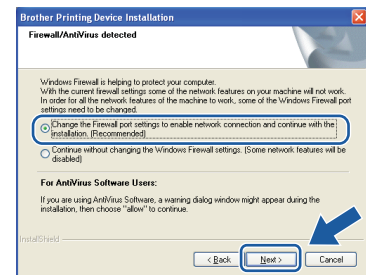 Brother Printing Device Installation
Firewall/AntiVirus detected
Windows Firewall is helping to protect your computer.
With the current firewall settings some of the network features on your machine will not work.
In order for all the network features of the machine to work, some of the Windows Firewall port
settings need to be changed.
Change the Firewall port settings to enable network connection and continue with the
installation. (Recommended)
Continue without changing the Windows Firewall settings. (Some network features will be
disabled)
For AntiVirus Software Users:
If you are using AntiVirus Software, a warning dialog window might appear during the
installation, then choose "allow" to continue.
InstallShield
< Back
Next >
Cancel